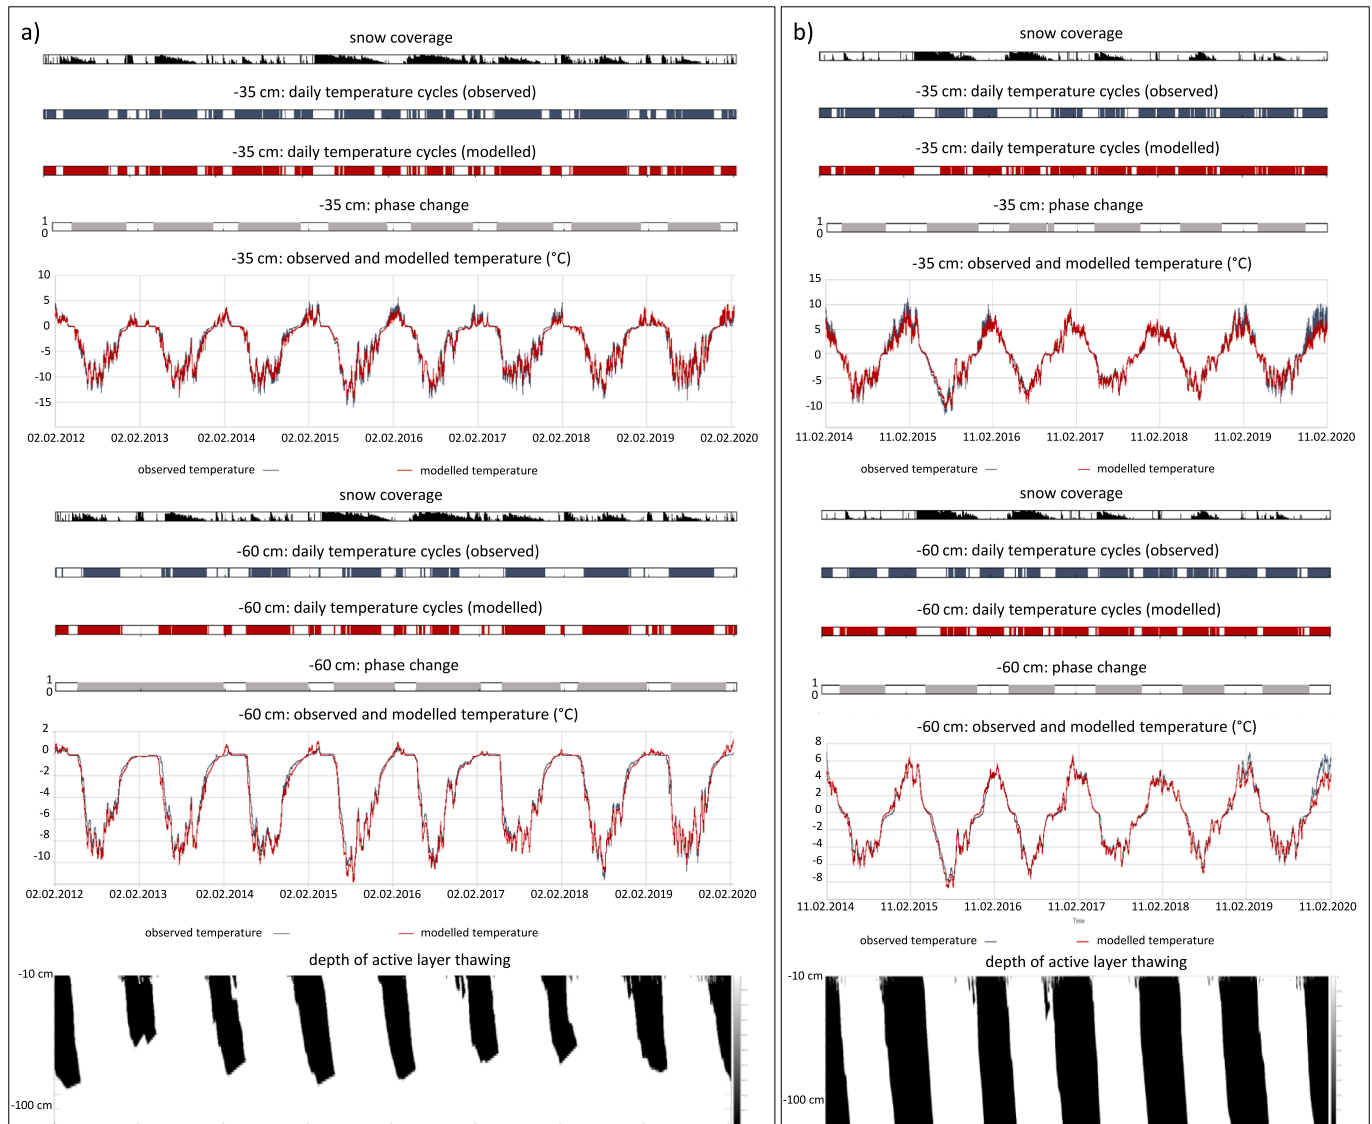 a)
snow coverage
-35 cm: daily temperature cycles (observed)
-35 cm: daily temperature cycles (modelled)
-35 cm: phase change
1
0
-35 cm: observed and modelled temperature (°C)
10
5
0
-5
-10
-15
02.02.2012 02.02.2013 02.02.2014 02.02.2015 02.02.2016 02.02.2017 02.02.2018 02.02.2019 02.02.2020
observed temperature modelled temperature
snow coverage
-60 cm: daily temperature cycles (observed)
-60 cm: daily temperature cycles (modelled)
-60 cm: phase change
1
0
-60 cm: observed and modelled temperature (°C)
2
0
-2
-4
-6
-8
-10
02.02.2012 02.02.2013 02.02.2014 02.02.2015 02.02.2016 02.02.2017 02.02.2018 02.02.2019 02.02.2020
observed temperature modelled temperature
depth of active layer thawing
-10 cm
-100 cm
b)
snow coverage
-35 cm: daily temperature cycles (observed)
-35 cm: daily temperature cycles (modelled)
-35 cm: phase change
1
0
-35 cm: observed and modelled temperature (°C)
15
10
5
0
-5
-10
11.02.2014 11.02.2015 11.02.2016 11.02.2017 11.02.2018 11.02.2019 11.02.2020
observed temperature modelled temperature
snow coverage
-60 cm: daily temperature cycles (observed)
-60 cm: daily temperature cycles (modelled)
-60 cm: phase change
1
0
-60 cm: observed and modelled temperature (°C)
8
6
4
2
0
-2
-4
-6
-8
11.02.2014 11.02.2015 11.02.2016 11.02.2017 11.02.2018 11.02.2019 11.02.2020
Time
observed temperature modelled temperature
depth of active layer thawing
-10 cm
-100 cm